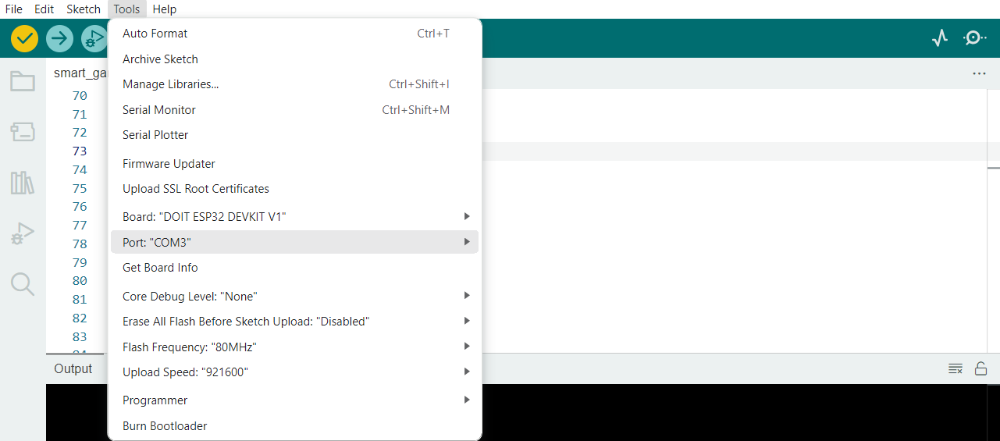 File Edit Sketch Tools Help
Auto Format Ctrl+T
Archive Sketch
smart_ga
Manage Libraries... Ctrl+Shift+I
70
Serial Monitor Ctrl+Shift+M
71
72
Serial Plotter
73
Firmware Updater
74
75
Upload SSL Root Certificates
76
Board: "DOIT ESP32 DEVKIT V1"
77
78
Port: "COM3"
79
Get Board Info
80
81
Core Debug Level: "None"
82
Erase All Flash Before Sketch Upload: "Disabled"
83
Flash Frequency: "80MHz"
Output
Upload Speed: "921600"
Programmer
Burn Bootloader